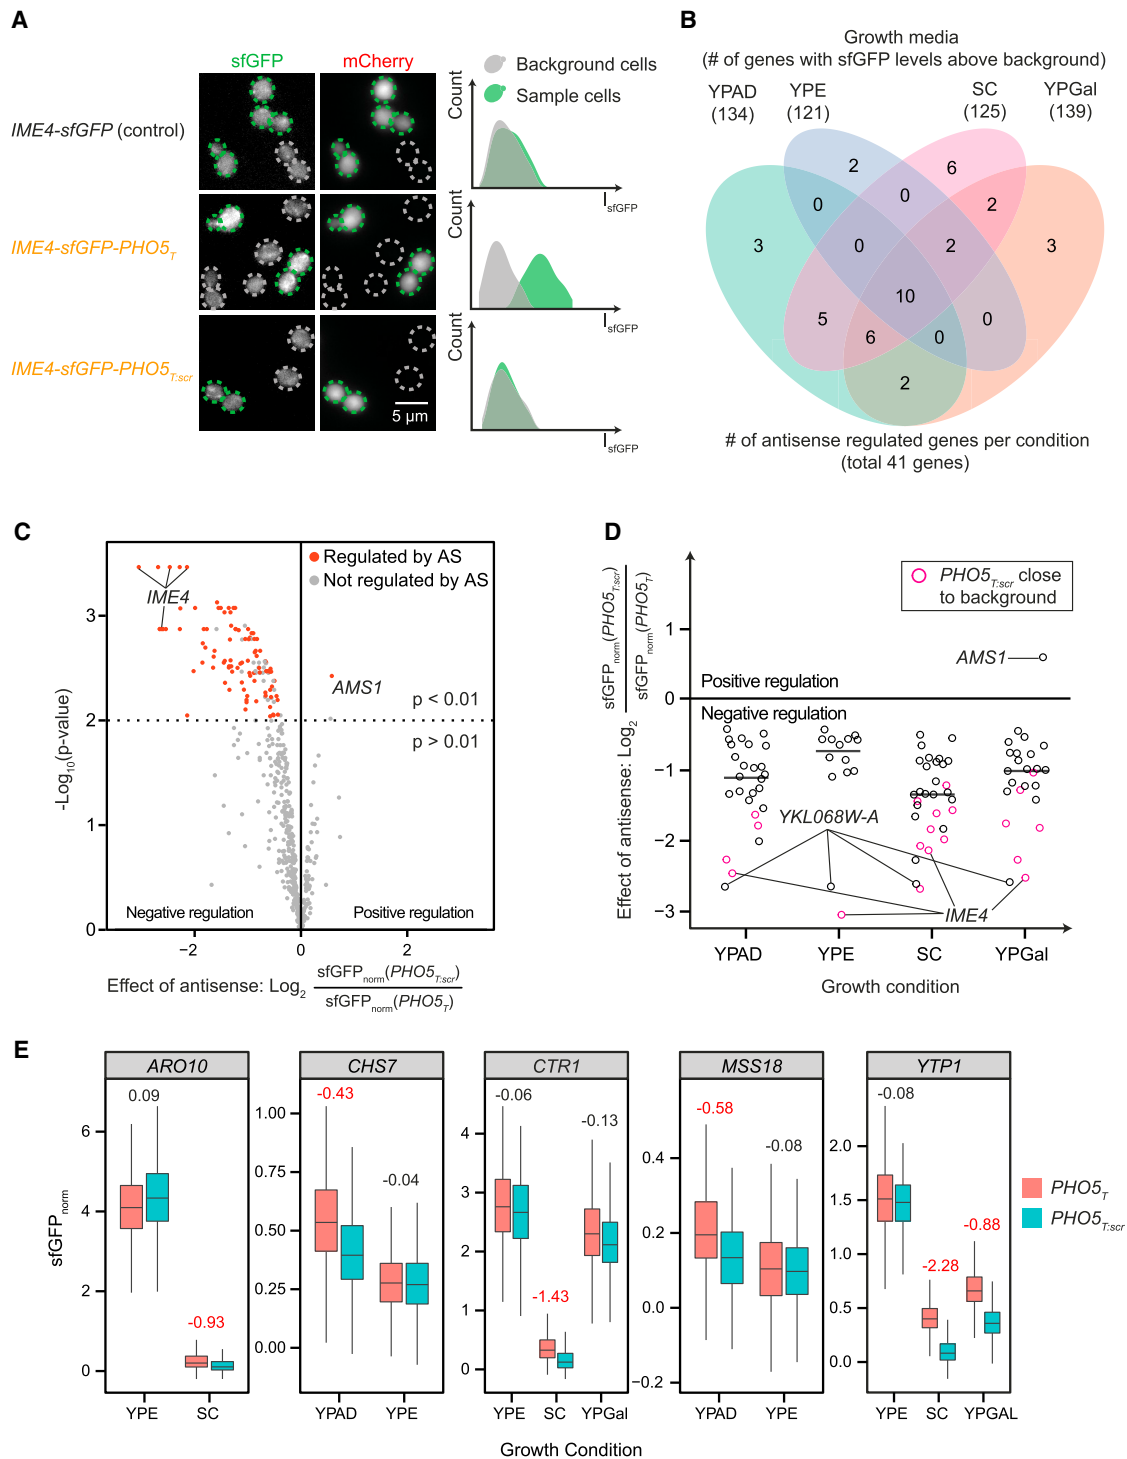 A
sfGFP
mCherry
IME4-sfGFP (control)
IME4-sfGFP-PHO5T
IME4-sfGFP-PHO5T:scr
5 µm
Background cells
Sample cells
Count
IsfGFP
Count
IsfGFP
Count
IsfGFP
B
Growth media
(# of genes with sfGFP levels above background)
YPAD
(134)
YPE
(121)
SC
(125)
YPGal
(139)
2
6
0
0
2
3
0
2
3
10
5
0
6
0
2
# of antisense regulated genes per condition
(total 41 genes)
C
Regulated by AS
Not regulated by AS
IME4
AMS1
p < 0.01
p > 0.01
Negative regulation
Positive regulation
-Log10(p-value)
3
2
1
0
−2
0
2
Effect of antisense: Log2 sfGFPnorm(PHO5T:scr)
sfGFPnorm(PHO5T)
D
PHO5T:scr close
to background
AMS1
Positive regulation
Negative regulation
YKL068W-A
IME4
Effect of antisense: Log2 sfGFPnorm(PHO5T:scr)
sfGFPnorm(PHO5T)
1
0
−1
−2
−3
YPAD
YPE
SC
YPGal
Growth condition
E
sfGFPnorm
ARO10
6
4
2
0
0.09
-0.93
YPE
SC
CHS7
1.00
0.75
0.50
0.25
0.00
-0.43
-0.04
YPAD
YPE
CTR1
4
3
2
1
0
-0.06
-1.43
-0.13
YPE
SC
YPGal
MSS18
0.4
0.2
0.0
−0.2
-0.58
-0.08
YPAD
YPE
YTP1
2.0
1.5
1.0
0.5
0.0
-0.08
-2.28
-0.88
YPE
SC
YPGAL
PHO5T
PHO5T:scr
Growth Condition